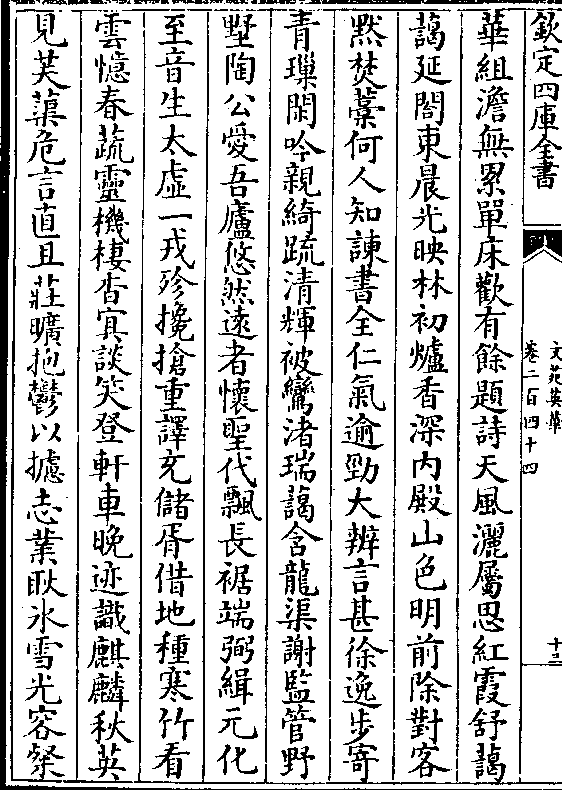 欽定四庫全書
文苑英華
卷二百四十四
十三
華組澹無累單床歡有餘題詩天風灑屬思紅霞舒藹
藹延閣東晨光映林初爐香深内殿山色明前除對客
默焚藁何人知諫書全仁氣逾勁大辨言甚徐逸步寄
青璅閑吟親綺疏清輝被鸞渚瑞藹含龍渠謝監管野
墅陶公愛吾廬悠然遠者懷聖代飄長裾端弼緝元化
至音生太虛一戎殄攙搶重譯充儲胥借地種寒竹看
雲憶春蔬靈機棲杳冥談笑登軒車晚迹識麒麟秋英
見芙蕖危言直且莊曠抱鬱以攄志業耿冰雪光容粲